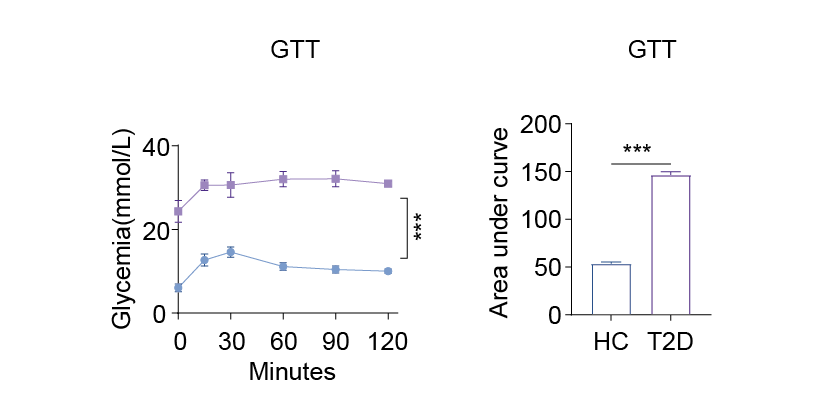 GTT
Glycemia(mmol/L)
40
20
0
0 30 60 90 120
Minutes
***
GTT
Area under curve
200
150
100
50
0
***
HC T2D